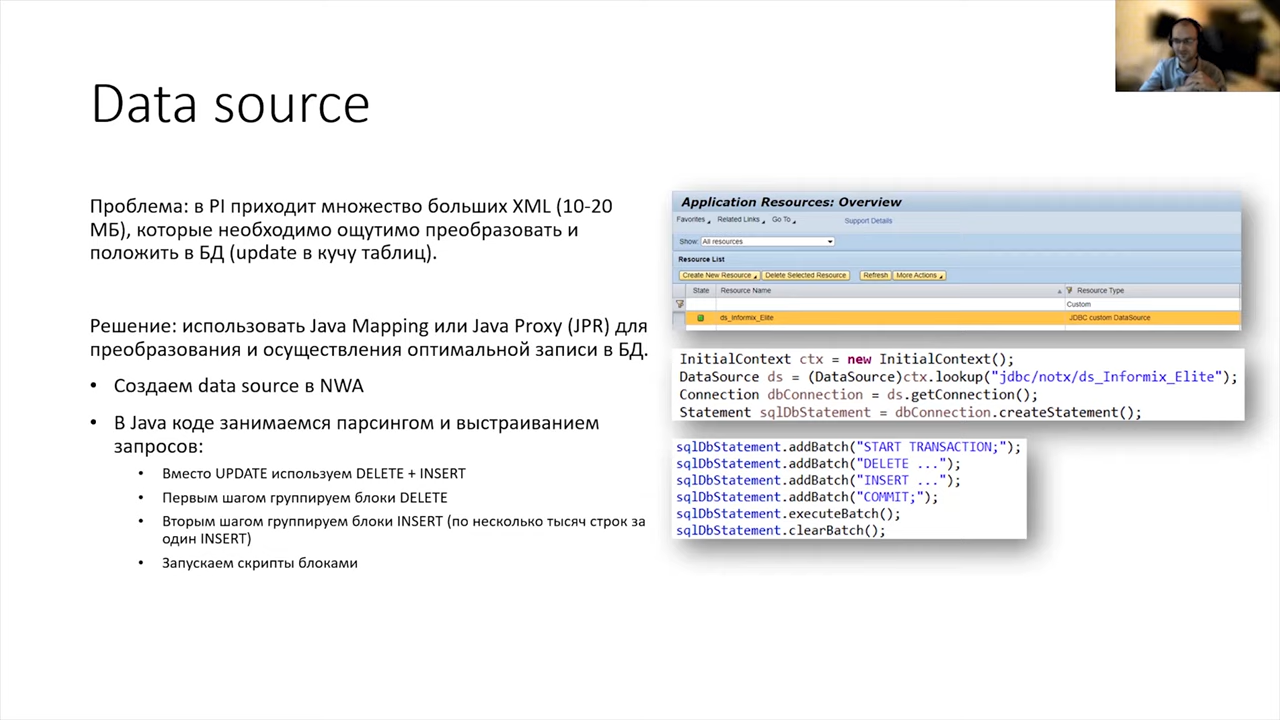 Data source
Проблема: в PI приходит множество больших XML (10-20
МБ), которые необходимо ощутимо преобразовать и
положить в БД (update в кучу таблиц).
Решение: использовать Java Mapping или Java Proxy (JPR) для
преобразования и осуществления оптимальной записи в БД.
• Создаем data source в NWA
• В Java коде занимаемся парсингом и выстраиванием
запросов:
• Вместо UPDATE используем DELETE + INSERT
• Первым шагом группируем блоки DELETE
• Вторым шагом группируем блоки INSERT (по несколько тысяч строк за
один INSERT)
• Запускаем скрипты блоками
Application Resources: Overview
Favorites Related Links Go To Support Details
Show: All resources
Resource List
Create New Resource Delete Selected Resource Refresh More Actions
State Resource Name Resource Type
Custom
ds_Informix_Elite JDBC custom DataSource
InitialContext ctx = new InitialContext();
DataSource ds = (DataSource)ctx.lookup("jdbc/notx/ds_Informix_Elite");
Connection dbConnection = ds.getConnection();
Statement sqlDbStatement = dbConnection.createStatement();
sqlDbStatement.addBatch("START TRANSACTION;");
sqlDbStatement.addBatch("DELETE ...");
sqlDbStatement.addBatch("INSERT ...");
sqlDbStatement.addBatch("COMMIT;");
sqlDbStatement.executeBatch();
sqlDbStatement.clearBatch();